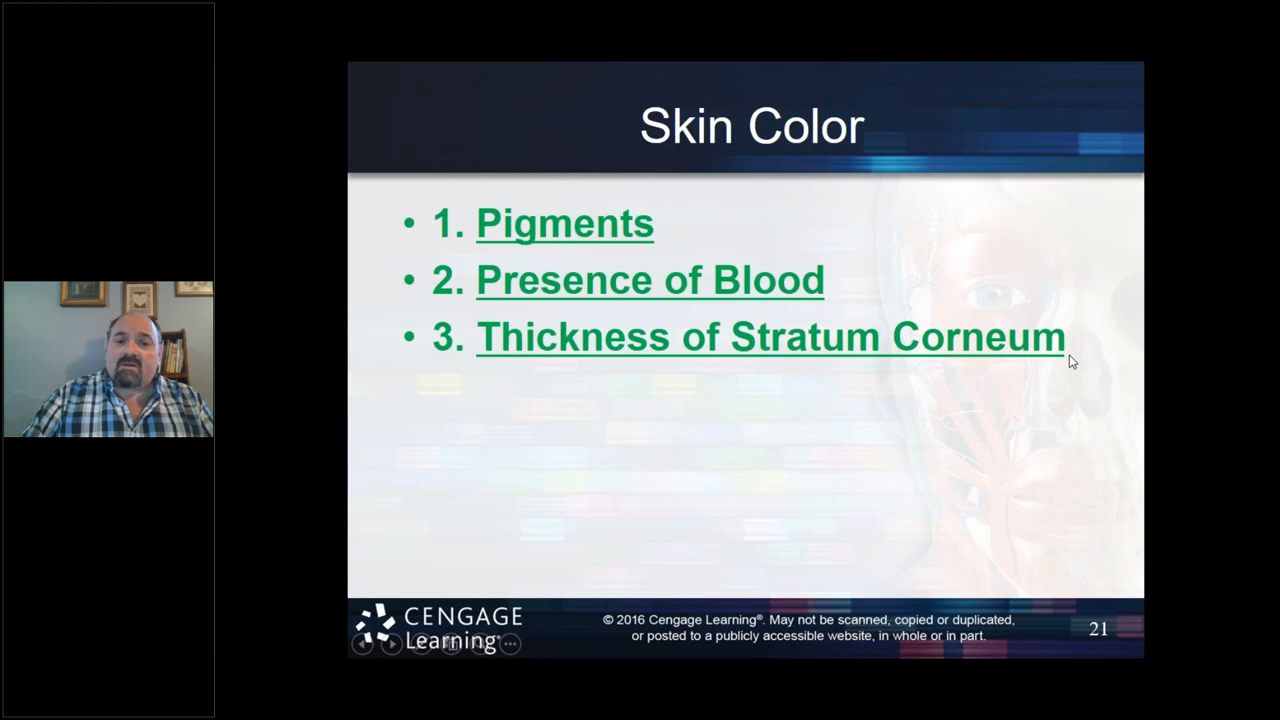 Skin Color
• 1. Pigments
• 2. Presence of Blood
• 3. Thickness of Stratum Corneum
CENGAGE
Learning®
© 2016 Cengage Learning®. May not be scanned, copied or duplicated,
or posted to a publicly accessible website, in whole or in part.
21